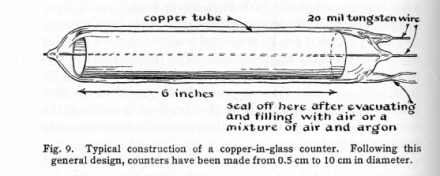 copper tube
20 mil tungsten wire
6 inches
seal off here after evacuating
and filling with air or a
mixture of air and argon
Fig. 9. Typical construction of a copper-in-glass counter. Following this
general design, counters have been made from 0.5 cm to 10 cm in diameter.